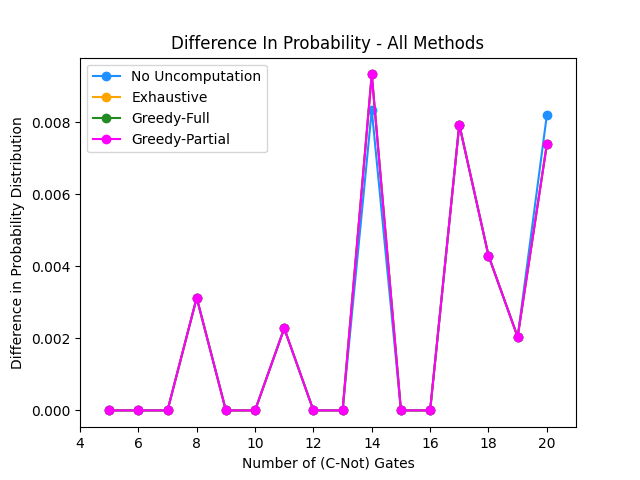 Difference In Probability - All Methods
No Uncomputation
Exhaustive
Greedy-Full
Greedy-Partial
Difference in Probability Distribution
0.008
0.006
0.004
0.002
0.000
4 6 8 10 12 14 16 18 20
Number of (C-Not) Gates